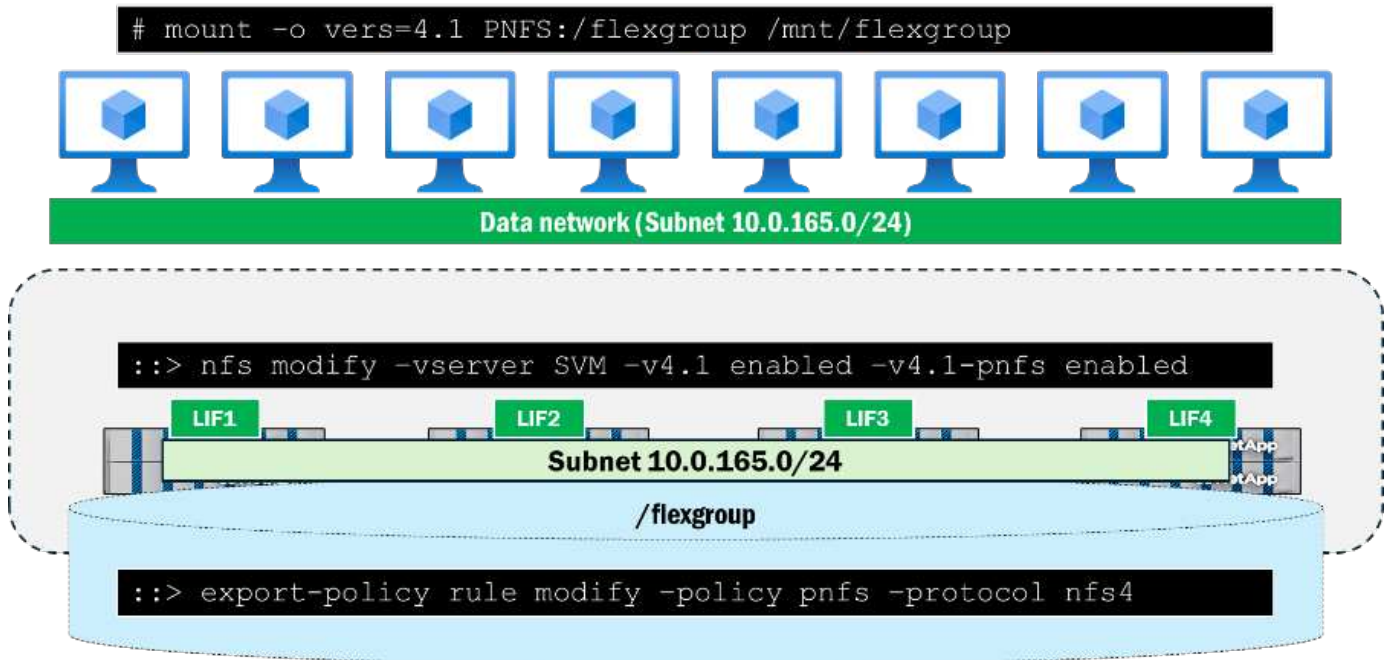 # mount -o vers=4.1 PNFS:/flexgroup /mnt/flexgroup
Data network (Subnet 10.0.165.0/24)
::> nfs modify -vserver SVM -v4.1 enabled -v4.1-pnfs enabled
LIF1
LIF2
LIF3
LIF4
Subnet 10.0.165.0/24
etApp
etApp
/flexgroup
::> export-policy rule modify -policy pnfs -protocol nfs4